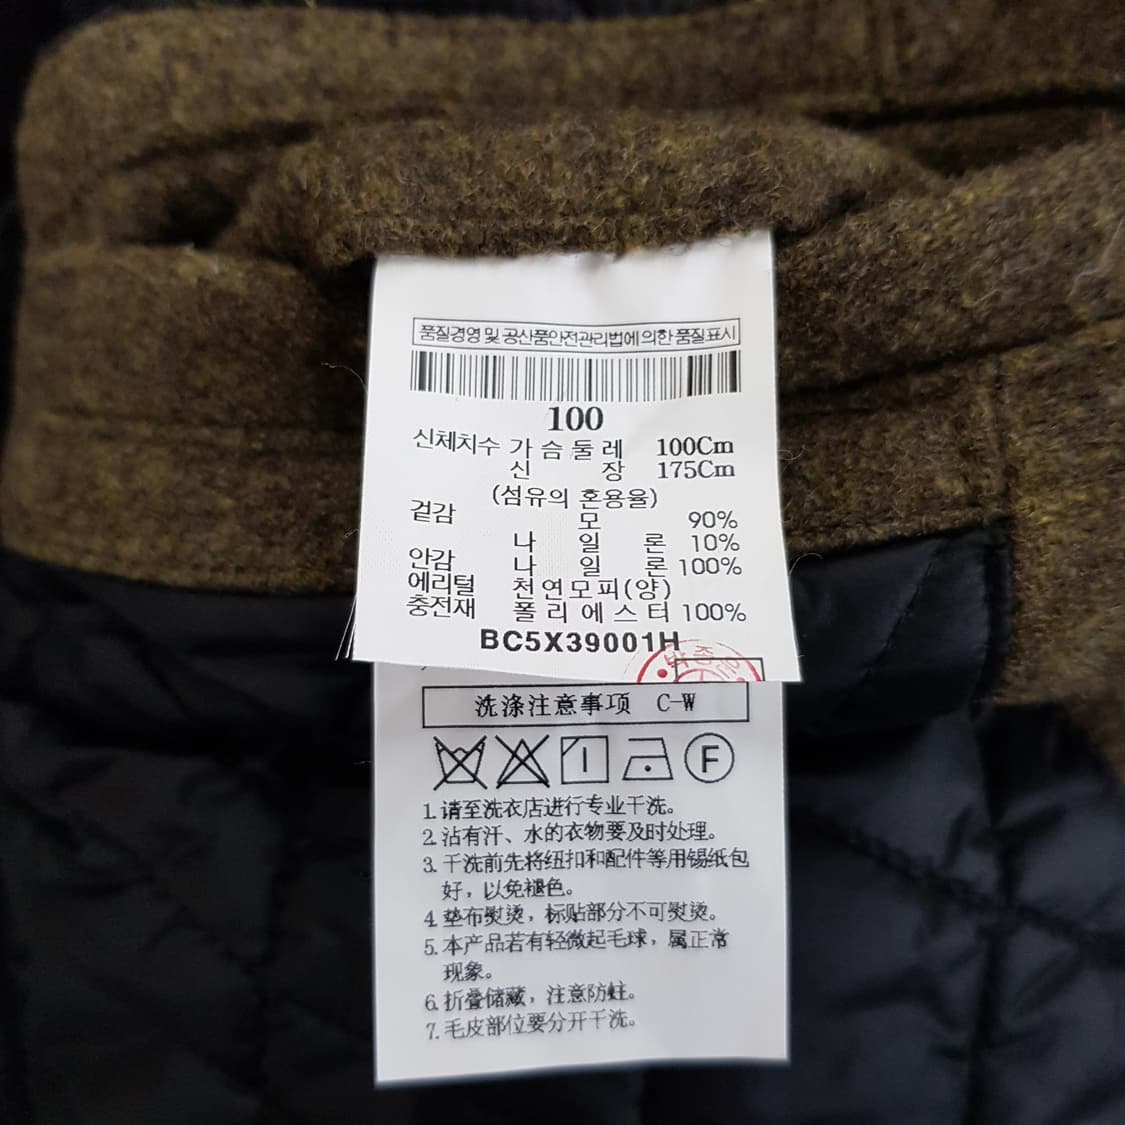 품질경영 및 공산품안전관리법에 의한 품질표시
100
신체치수 가슴둘레 100Cm
신장 175Cm
(섬유의 혼용율)
겉감 모 90%
나일론 10%
안감 나일론 100%
에리털 천연모피(양)
충전재 폴리에스터 100%
BC5X39001H
洗涤注意事项 C-W
F
1.请至洗衣店进行专业干洗。
2.沾有汗、水的衣物要及时处理。
3.干洗前先将纽扣和配件等用锡纸包
好，以免褪色。
4.垫布熨烫，标贴部分不可熨烫。
5.本产品若有轻微起毛球，属正常
现象。
6.折叠储藏，注意防蛀。
7.毛皮部位要分开干洗。